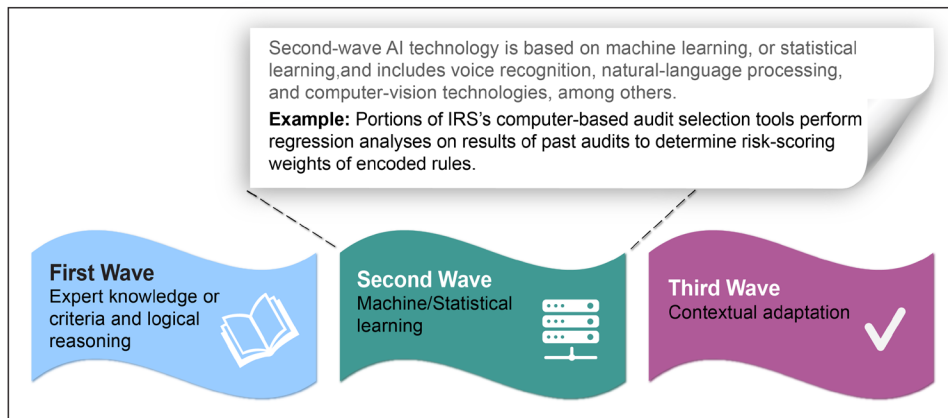 Second-wave AI technology is based on machine learning, or statistical
learning,and includes voice recognition, natural-language processing,
and computer-vision technologies, among others.
Example: Portions of IRS's computer-based audit selection tools perform
regression analyses on results of past audits to determine risk-scoring
weights of encoded rules.
First Wave
Expert knowledge or
criteria and logical
reasoning
Second Wave
Machine/Statistical
learning
Third Wave
Contextual adaptation